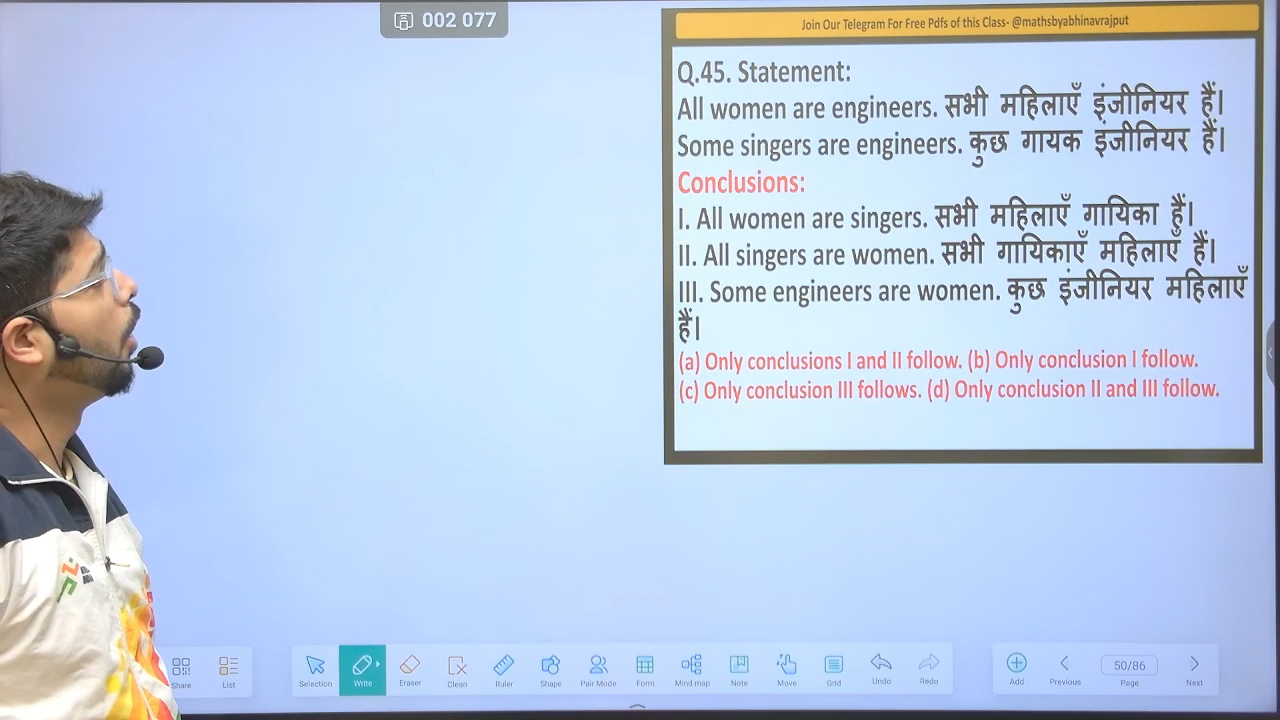 002 077
Join Our Telegram For Free Pdfs of this Class- @mathsbyabhinavrajput
Q.45. Statement:
All women are engineers. सभी महिलाएँ इंजीनियर हैं।
Some singers are engineers. कुछ गायक इंजीनियर हैं।
Conclusions:
I. All women are singers. सभी महिलाएँ गायिका हैं।
II. All singers are women. सभी गायिकाएँ महिलाएँ हैं।
III. Some engineers are women. कुछ इंजीनियर महिलाएँ
हैं।
(a) Only conclusions I and II follow. (b) Only conclusion I follow.
(c) Only conclusion III follows. (d) Only conclusion II and III follow.
Share List Selection Write Eraser Clean Ruler Shape Pair Mode Form Mind map Note Move Grid Undo Redo Add Previous 50/86 Page Next